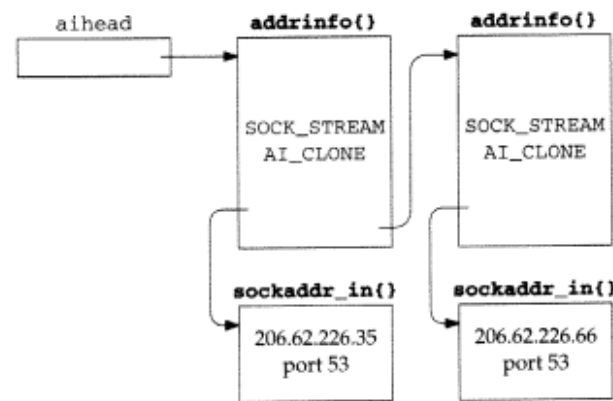 aihead
addrinfo{}
addrinfo{}
SOCK_STREAM
AI_CLONE
SOCK_STREAM
AI_CLONE
sockaddr_in{}
sockaddr_in{}
206.62.226.35
port 53
206.62.226.66
port 53